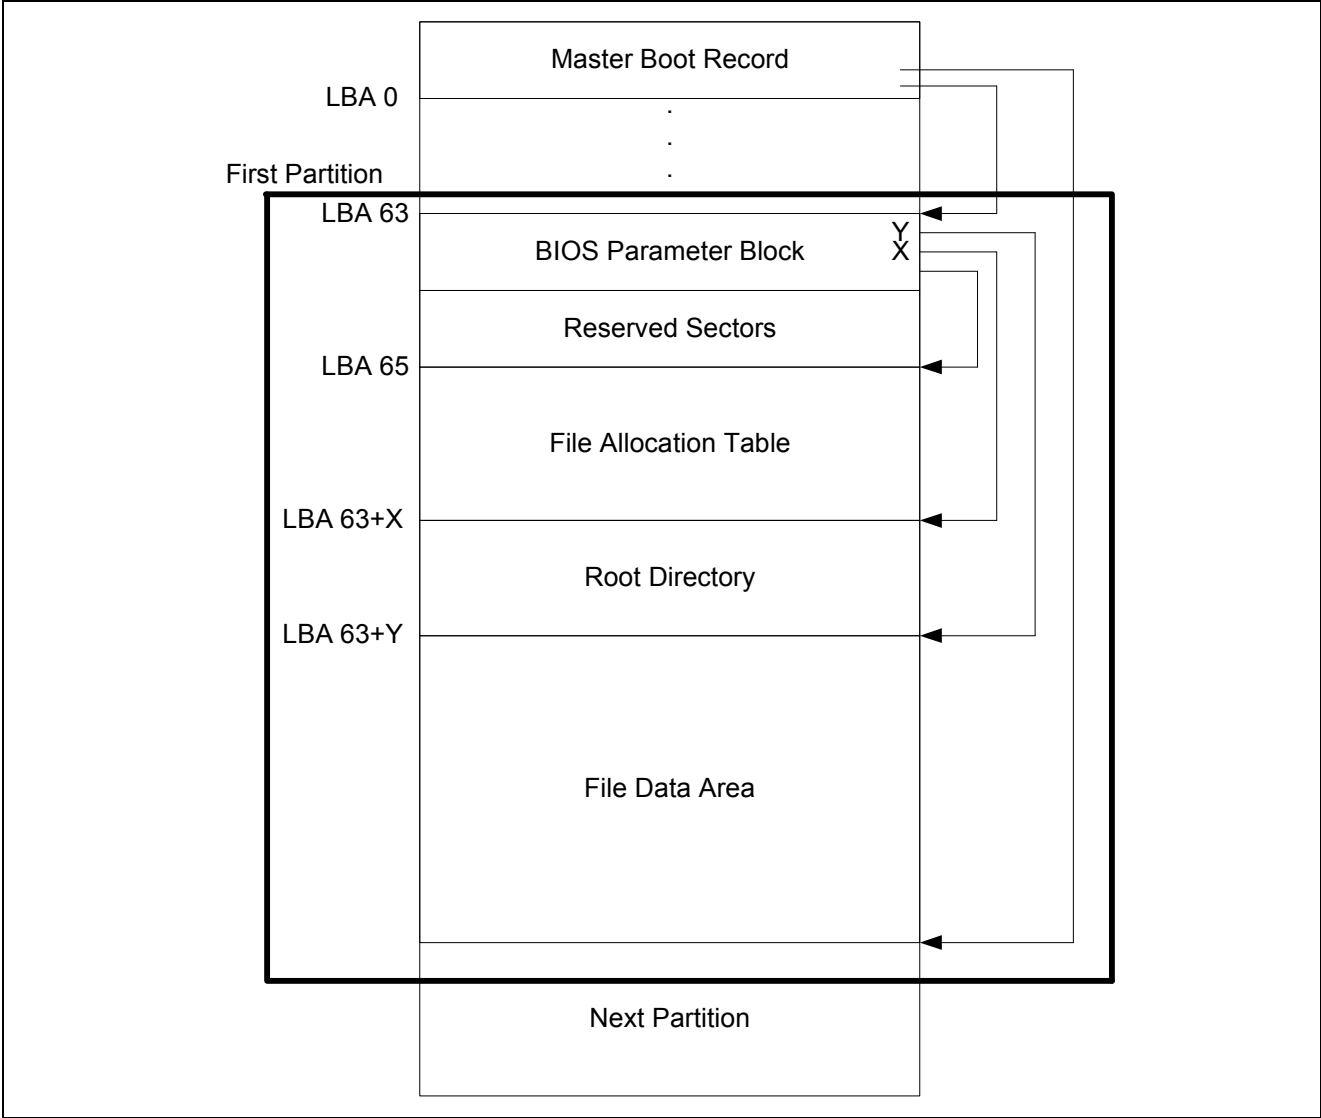 Master Boot Record
LBA 0
.
.
.
First Partition
LBA 63
Y
BIOS Parameter Block X
Reserved Sectors
LBA 65
File Allocation Table
LBA 63+X
Root Directory
LBA 63+Y
File Data Area
Next Partition